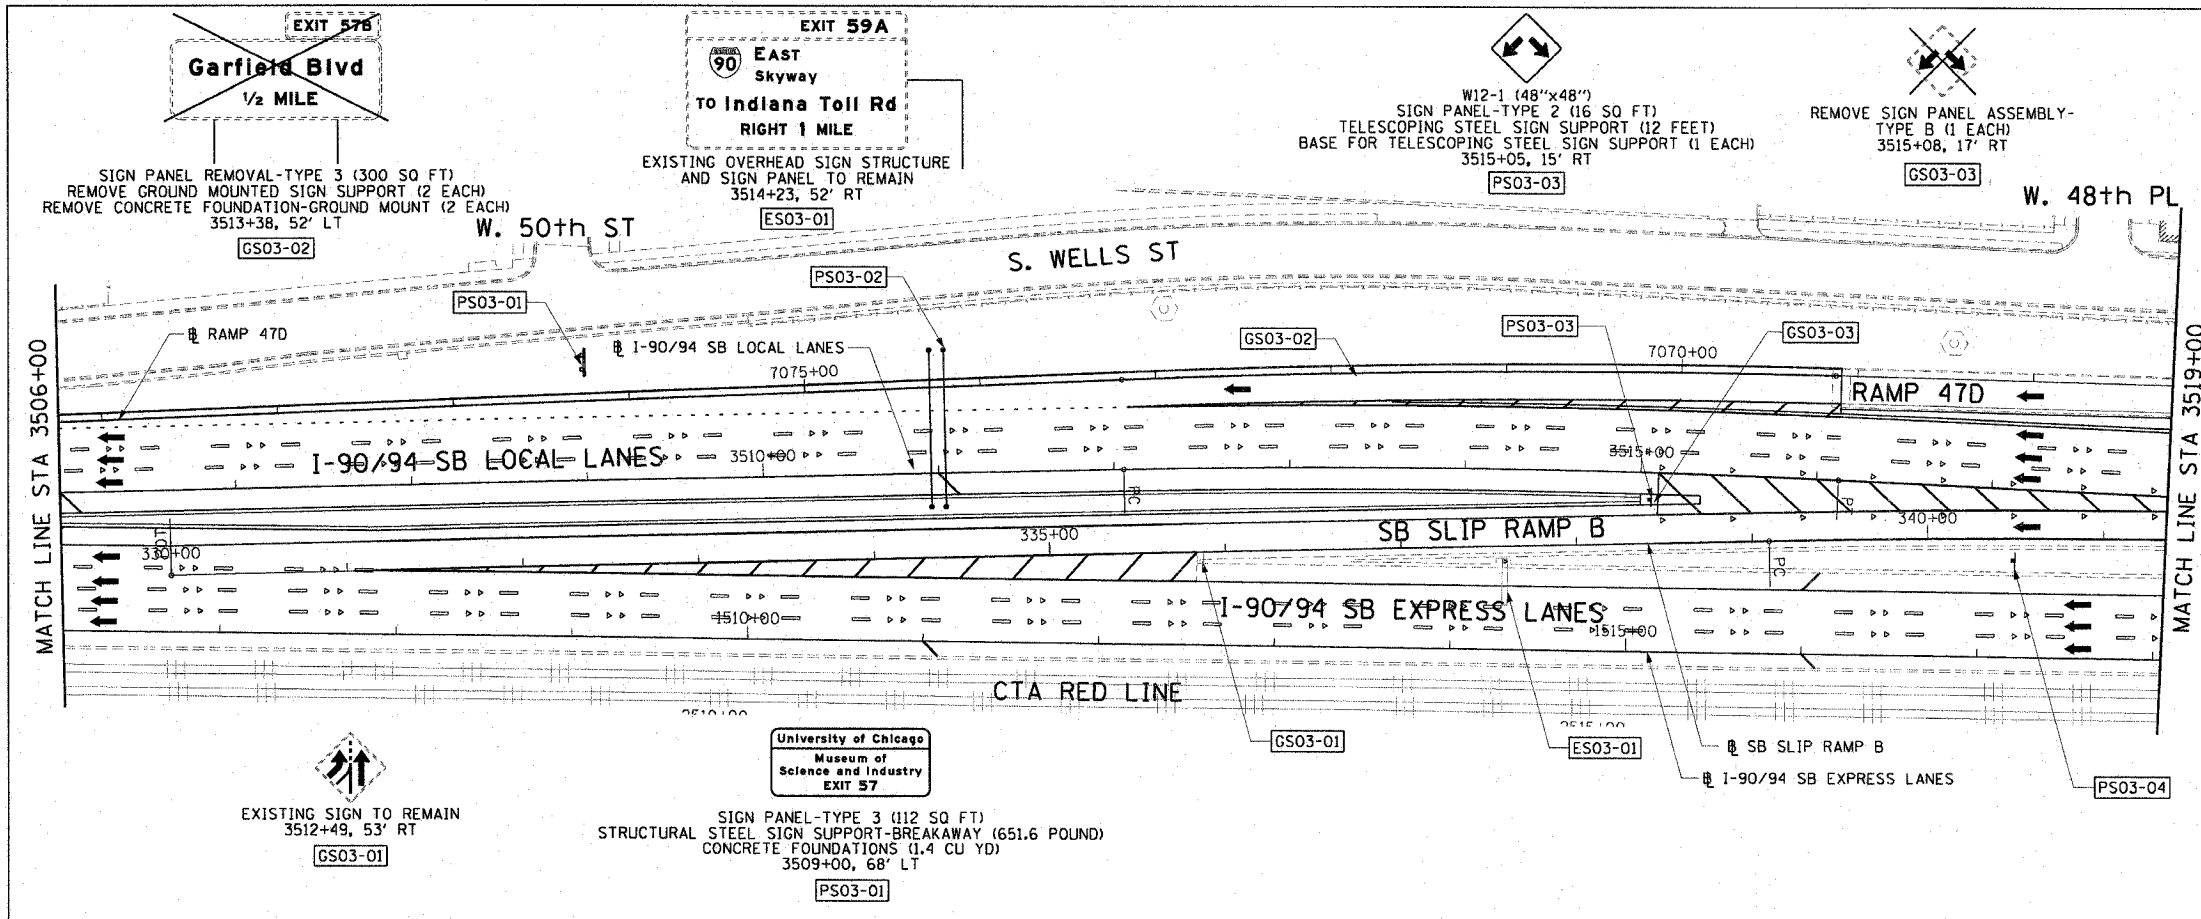 EXIT 57B
Garfield Blvd
1/2 MILE
SIGN PANEL REMOVAL-TYPE 3 (300 SQ FT)
REMOVE GROUND MOUNTED SIGN SUPPORT (2 EACH)
REMOVE CONCRETE FOUNDATION-GROUND MOUNT (2 EACH)
3513+38, 52' LT
GS03-02
EXIT 59A
90 EAST
Skyway
TO Indiana Toll Rd
RIGHT 1 MILE
EXISTING OVERHEAD SIGN STRUCTURE
AND SIGN PANEL TO REMAIN
3514+23, 52' RT
ES03-01
W12-1 (48"x48")
SIGN PANEL-TYPE 2 (16 SQ FT)
TELESCOPING STEEL SIGN SUPPORT (12 FEET)
BASE FOR TELESCOPING STEEL SIGN SUPPORT (1 EACH)
3515+05, 15' RT
PS03-03
REMOVE SIGN PANEL ASSEMBLY-
TYPE B (1 EACH)
3515+08, 17' RT
GS03-03
W. 50th ST
S. WELLS ST
W. 48th PL
PS03-01
PS03-02
GS03-02
PS03-03
GS03-03
RAMP 47D
I-90/94 SB LOCAL LANES
7075+00
7070+00
RAMP 47D
MATCH LINE STA 3506+00
MATCH LINE STA 3519+00
I-90/94 SB LOCAL LANES
3510+00
3515+00
PC
330+00
335+00
SB SLIP RAMP B
340+00
PC
I-90/94 SB EXPRESS LANES
1510+00
1515+00
CTA RED LINE
3510+00
3515+00
GS03-01
ES03-01
SB SLIP RAMP B
I-90/94 SB EXPRESS LANES
PS03-04
EXISTING SIGN TO REMAIN
3512+49, 53' RT
GS03-01
University of Chicago
Museum of
Science and Industry
EXIT 57
SIGN PANEL-TYPE 3 (112 SQ FT)
STRUCTURAL STEEL SIGN SUPPORT-BREAKAWAY (651.6 POUND)
CONCRETE FOUNDATIONS (1.4 CU YD)
3509+00, 68' LT
PS03-01